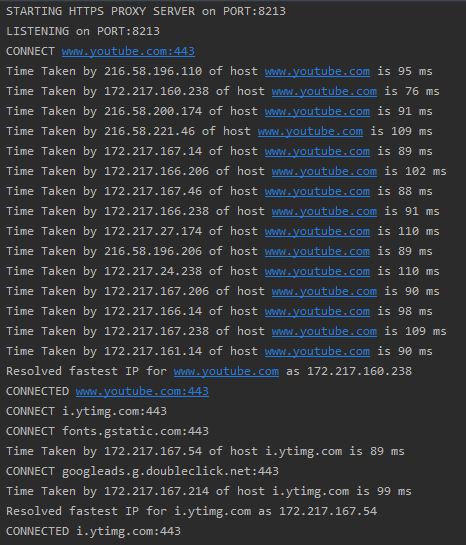 STARTING HTTPS PROXY SERVER on PORT:8213
LISTENING on PORT:8213
CONNECT www.youtube.com:443
Time Taken by 216.58.196.110 of host www.youtube.com is 95 ms
Time Taken by 172.217.160.238 of host www.youtube.com is 76 ms
Time Taken by 216.58.200.174 of host www.youtube.com is 91 ms
Time Taken by 216.58.221.46 of host www.youtube.com is 109 ms
Time Taken by 172.217.167.14 of host www.youtube.com is 89 ms
Time Taken by 172.217.166.206 of host www.youtube.com is 102 ms
Time Taken by 172.217.167.46 of host www.youtube.com is 88 ms
Time Taken by 172.217.166.238 of host www.youtube.com is 91 ms
Time Taken by 172.217.27.174 of host www.youtube.com is 110 ms
Time Taken by 216.58.196.206 of host www.youtube.com is 89 ms
Time Taken by 172.217.24.238 of host www.youtube.com is 110 ms
Time Taken by 172.217.167.206 of host www.youtube.com is 90 ms
Time Taken by 172.217.166.14 of host www.youtube.com is 98 ms
Time Taken by 172.217.167.238 of host www.youtube.com is 109 ms
Time Taken by 172.217.161.14 of host www.youtube.com is 90 ms
Resolved fastest IP for www.youtube.com as 172.217.160.238
CONNECTED www.youtube.com:443
CONNECT i.ytimg.com:443
CONNECT fonts.gstatic.com:443
Time Taken by 172.217.167.54 of host i.ytimg.com is 89 ms
CONNECT googleads.g.doubleclick.net:443
Time Taken by 172.217.167.214 of host i.ytimg.com is 99 ms
Resolved fastest IP for i.ytimg.com as 172.217.167.54
CONNECTED i.ytimg.com:443